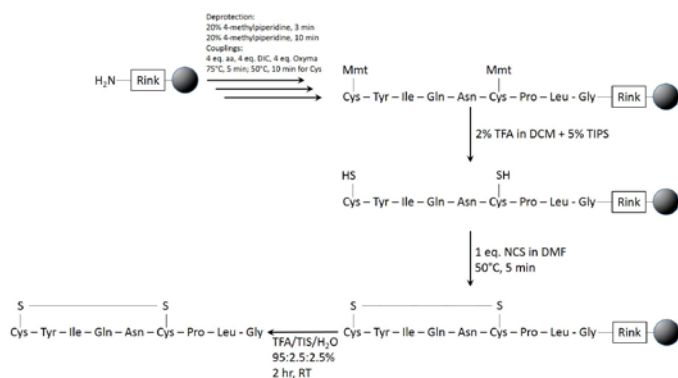 Deprotection:
20% 4-methylpiperidine, 3 min
20% 4-methylpiperidine, 10 min
Couplings:
4 eq. aa, 4 eq. DIC, 4 eq. Oxyma
75°C, 5 min; 50°C, 10 min for Cys
H₂N Rink
Mmt Mmt
Cys – Tyr – Ile – Gln – Asn – Cys – Pro – Leu - Gly Rink
2% TFA in DCM + 5% TIPS
HS SH
Cys – Tyr – Ile – Gln – Asn – Cys – Pro – Leu - Gly Rink
1 eq. NCS in DMF
50°C, 5 min
S S
Cys – Tyr – Ile – Gln – Asn – Cys – Pro – Leu - Gly Rink
TFA/TIS/H₂O
95:2.5:2.5%
2 hr, RT
S S
Cys – Tyr – Ile – Gln – Asn – Cys – Pro – Leu - Gly